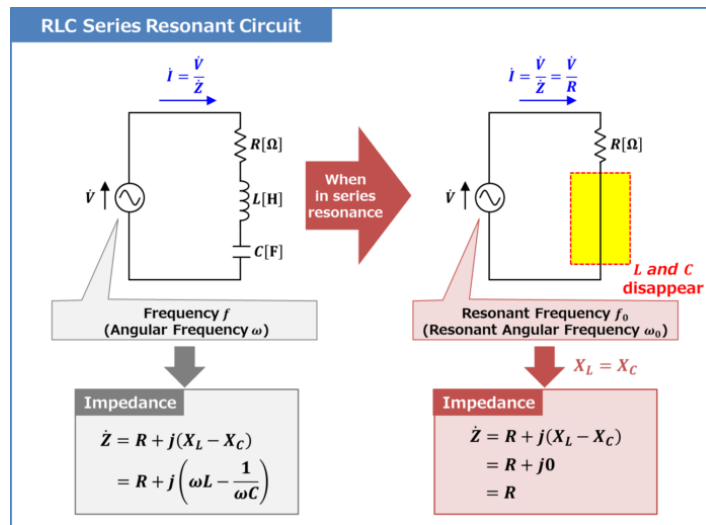 RLC Series Resonant Circuit
İ = V̇/Ż
R[Ω]
L[H]
C[F]
V̇
Frequency f
(Angular Frequency ω)
Impedance
Ż = R + j(X_L − X_C)
= R + j(ωL − 1/ωC)
When
in series
resonance
İ = V̇/Ż = V̇/R
R[Ω]
V̇
L and C
disappear
Resonant Frequency f₀
(Resonant Angular Frequency ω₀)
X_L = X_C
Impedance
Ż = R + j(X_L − X_C)
= R + j0
= R